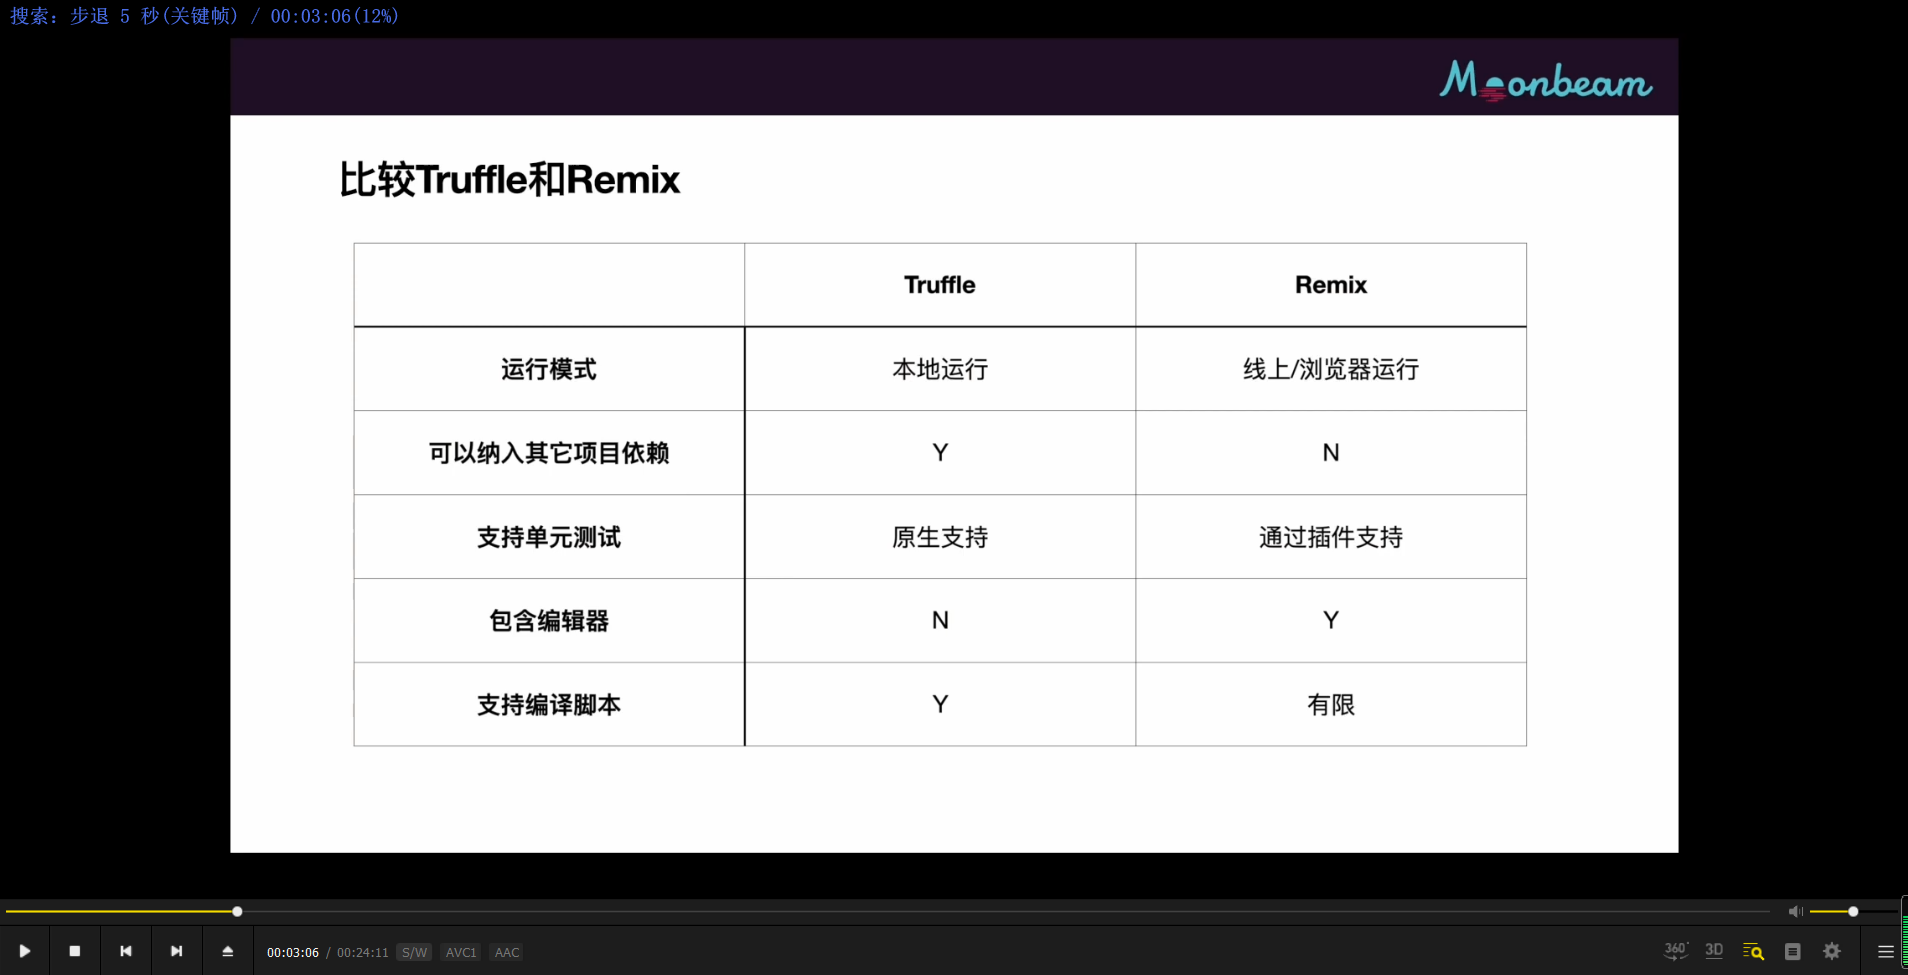 搜索: 步退 5 秒(关键帧) / 00:03:06(12%)
Moonbeam
比较Truffle和Remix
Truffle Remix
运行模式 本地运行 线上/浏览器运行
可以纳入其它项目依赖 Y N
支持单元测试 原生支持 通过插件支持
包含编辑器 N Y
支持编译脚本 Y 有限
00:03:06 / 00:24:11 S/W AVC1 AAC 360° 3D